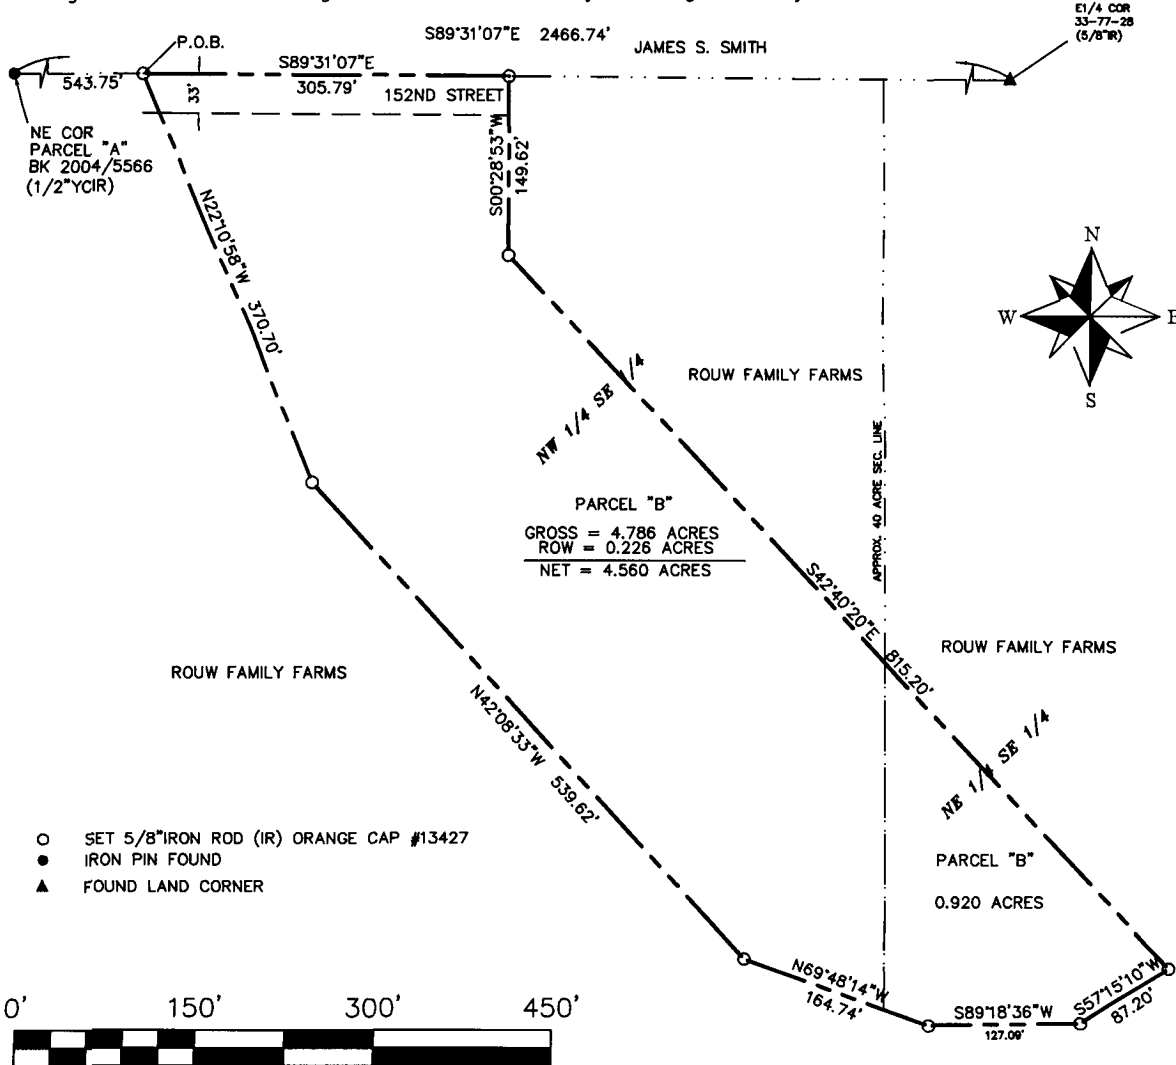 E1/4 COR
33-77-28
(5/8"IR)
S89°31'07"E 2466.74'
JAMES S. SMITH
P.O.B.
S89°31'07"E
543.75'
305.79'
33'
152ND STREET
NE COR
PARCEL "A"
BK 2004/5566
(1/2"YCIR)
S00°28'53"W
149.62'
N22°10'58"W 370.70'
N
W
E
S
ROUW FAMILY FARMS
NW 1/4 SE 1/4
APPROX. 40 ACRE SEC. LINE
PARCEL "B"
GROSS = 4.786 ACRES
ROW = 0.226 ACRES
NET = 4.560 ACRES
S42°40'20"E 815.20'
ROUW FAMILY FARMS
ROUW FAMILY FARMS
N42°08'33"W 539.62'
NE 1/4 SE 1/4
SET 5/8"IRON ROD (IR) ORANGE CAP #13427
IRON PIN FOUND
FOUND LAND CORNER
PARCEL "B"
0.920 ACRES
N69°48'14"W
164.74'
S89°18'36"W
127.09'
S57°15'10"W
87.20'
0' 150' 300' 450'